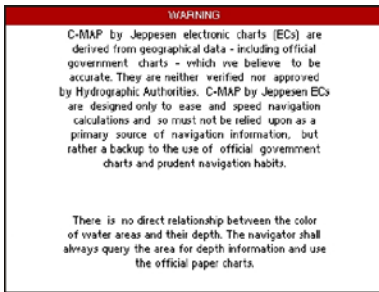 WARNING
C-MAP by Jeppesen electronic charts (ECs) are
derived from geographical data - including official
government charts - which we believe to be
accurate. They are neither verified nor approved
by Hydrographic Authorities. C-MAP by Jeppesen ECs
are designed only to ease and speed navigation
calculations and so must not be relied upon as a
primary source of navigation information, but
rather a backup to the use of official government
charts and prudent navigation habits.
There is no direct relationship between the color
of water areas and their depth. The navigator shall
always query the area for depth information and use
the official paper charts.